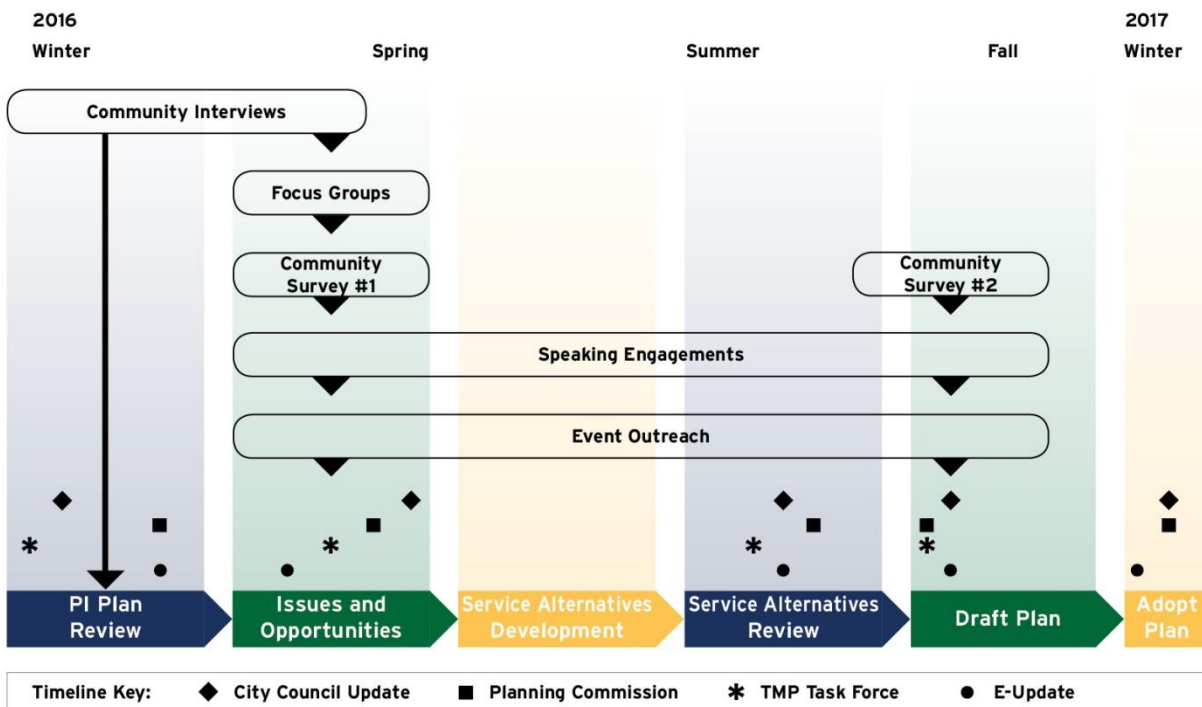 2016
2017
Winter
Spring
Summer
Fall
Winter
Community Interviews
Focus Groups
Community
Survey #1
Community
Survey #2
Speaking Engagements
Event Outreach
PI Plan
Review
Issues and
Opportunities
Service Alternatives
Development
Service Alternatives
Review
Draft Plan
Adopt
Plan
Timeline Key:
City Council Update
Planning Commission
TMP Task Force
E-Update